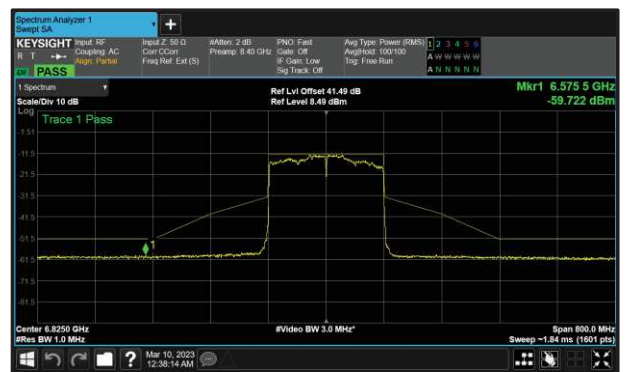 Spectrum Analyzer 1
Swept SA
KEYSIGHT Input: RF Input Z: 50 Ω #Atten: 2 dB PNO: Fast Avg Type: Power (RMS) 1 2 3 4 5 6
R T Coupling: AC Corr CCorr Preamp: 8.40 GHz Gate: Off Avg|Hold: 100/100 A W W W W W
Align: Partial Freq Ref: Ext (S) IF Gain: Low Trig: Free Run
PASS Sig Track: Off A N N N N N
1 Spectrum Ref Lvl Offset 41.49 dB Mkr1 6.575 5 GHz
Scale/Div 10 dB Ref Level 8.49 dBm -59.722 dBm
Log
Trace 1 Pass
-1.51
-11.5
-21.5
-31.5
-41.5
-51.5
1
-61.5
-71.5
-81.5
Center 6.8250 GHz #Video BW 3.0 MHz* Span 800.0 MHz
#Res BW 1.0 MHz Sweep ~1.84 ms (1601 pts)
? Mar 10, 2023
12:38:14 AM